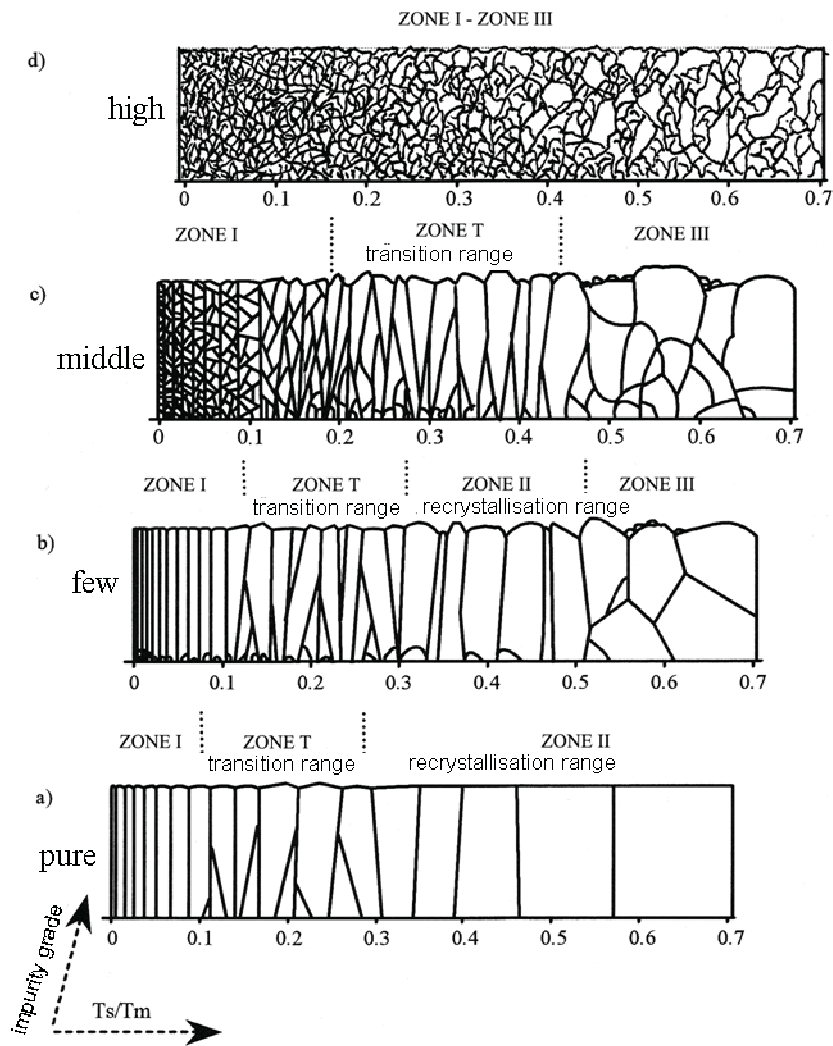 ZONE I - ZONE III
d)
high
0 0.1 0.2 0.3 0.4 0.5 0.6 0.7
ZONE I ZONE T ZONE III
transition range
c)
middle
0 0.1 0.2 0.3 0.4 0.5 0.6 0.7
ZONE I ZONE T ZONE II ZONE III
transition range recrystallisation range
b)
few
0 0.1 0.2 0.3 0.4 0.5 0.6 0.7
ZONE I ZONE T ZONE II
transition range recrystallisation range
a)
pure
0 0.1 0.2 0.3 0.4 0.5 0.6 0.7
impurity grade
Ts/Tm